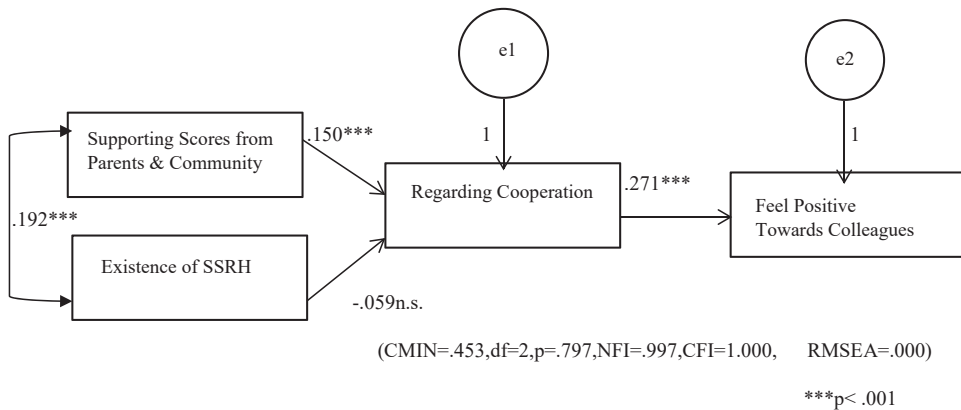 e1
e2
Supporting Scores from
Parents & Community
.150***
1
1
Regarding Cooperation
.271***
Feel Positive
Towards Colleagues
.192***
Existence of SSRH
-.059n.s.
(CMIN=.453,df=2,p=.797,NFI=.997,CFI=1.000, RMSEA=.000)
***p< .001